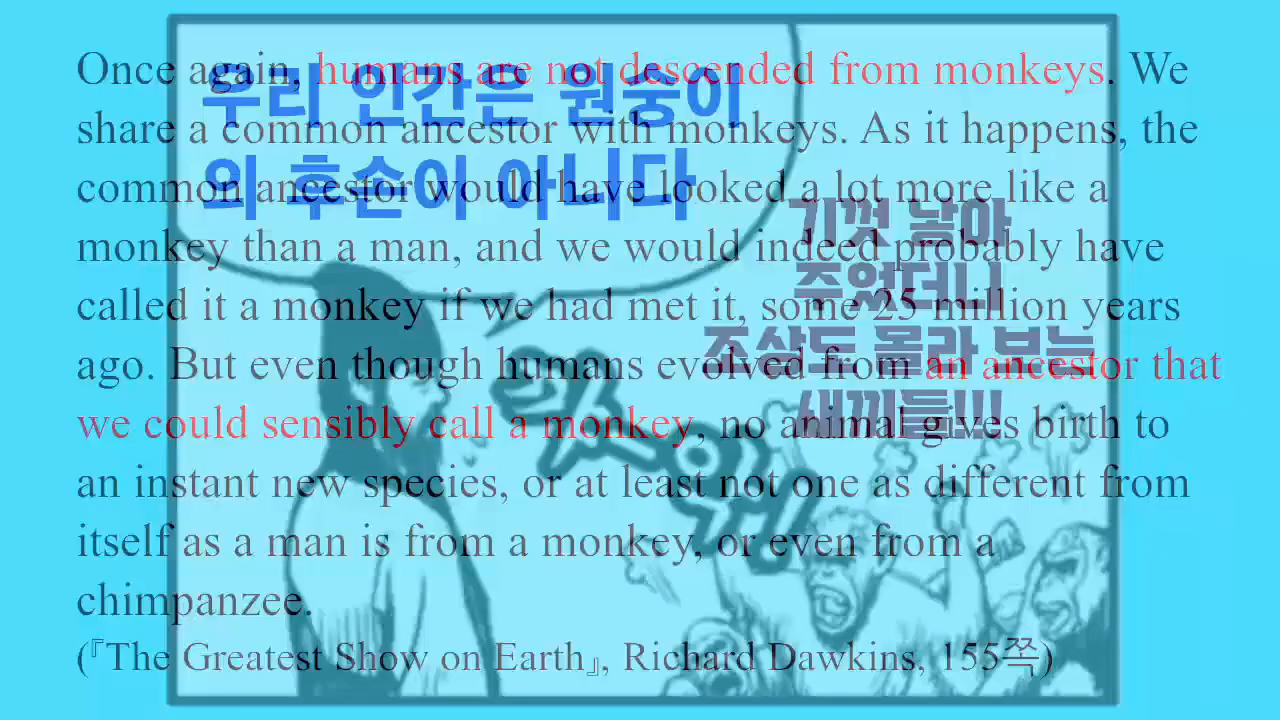 Once again, humans are not descended from monkeys. We
share a common ancestor with monkeys. As it happens, the
common ancestor would have looked a lot more like a
monkey than a man, and we would indeed probably have
called it a monkey if we had met it, some 25 million years
ago. But even though humans evolved from an ancestor that
we could sensibly call a monkey, no animal gives birth to
an instant new species, or at least not one as different from
itself as a man is from a monkey, or even from a
chimpanzee.
(『The Greatest Show on Earth』, Richard Dawkins, 155쪽)
우리 인간은 원숭이
의 후손이 아니다
기껏 낳아
주었더니
조상도 몰라 보는
새끼들!!!